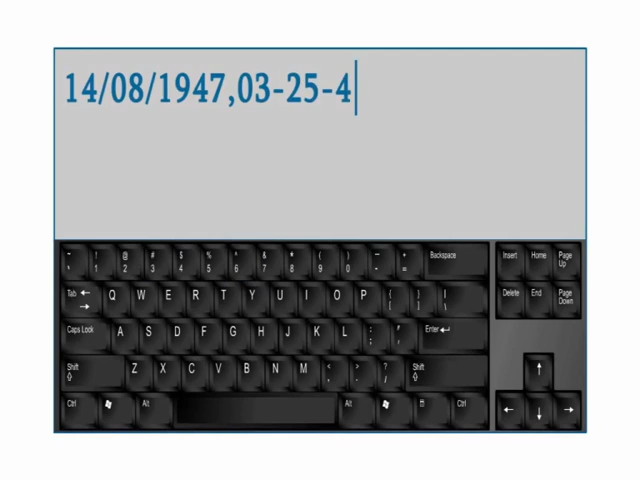 14/08/1947,03-25-4
~ ! @ # $ % ^ & * ( ) - + Backspace Insert Home Page Up
` 1 2 3 4 5 6 7 8 9 0 - =
Tab Q W E R T Y U I O P { } | Delete End Page Down
[ ] \
Caps Lock A S D F G H J K L : " Enter
; '
Shift Z X C V B N M < > ? Shift
, . /
Ctrl Alt Alt Ctrl